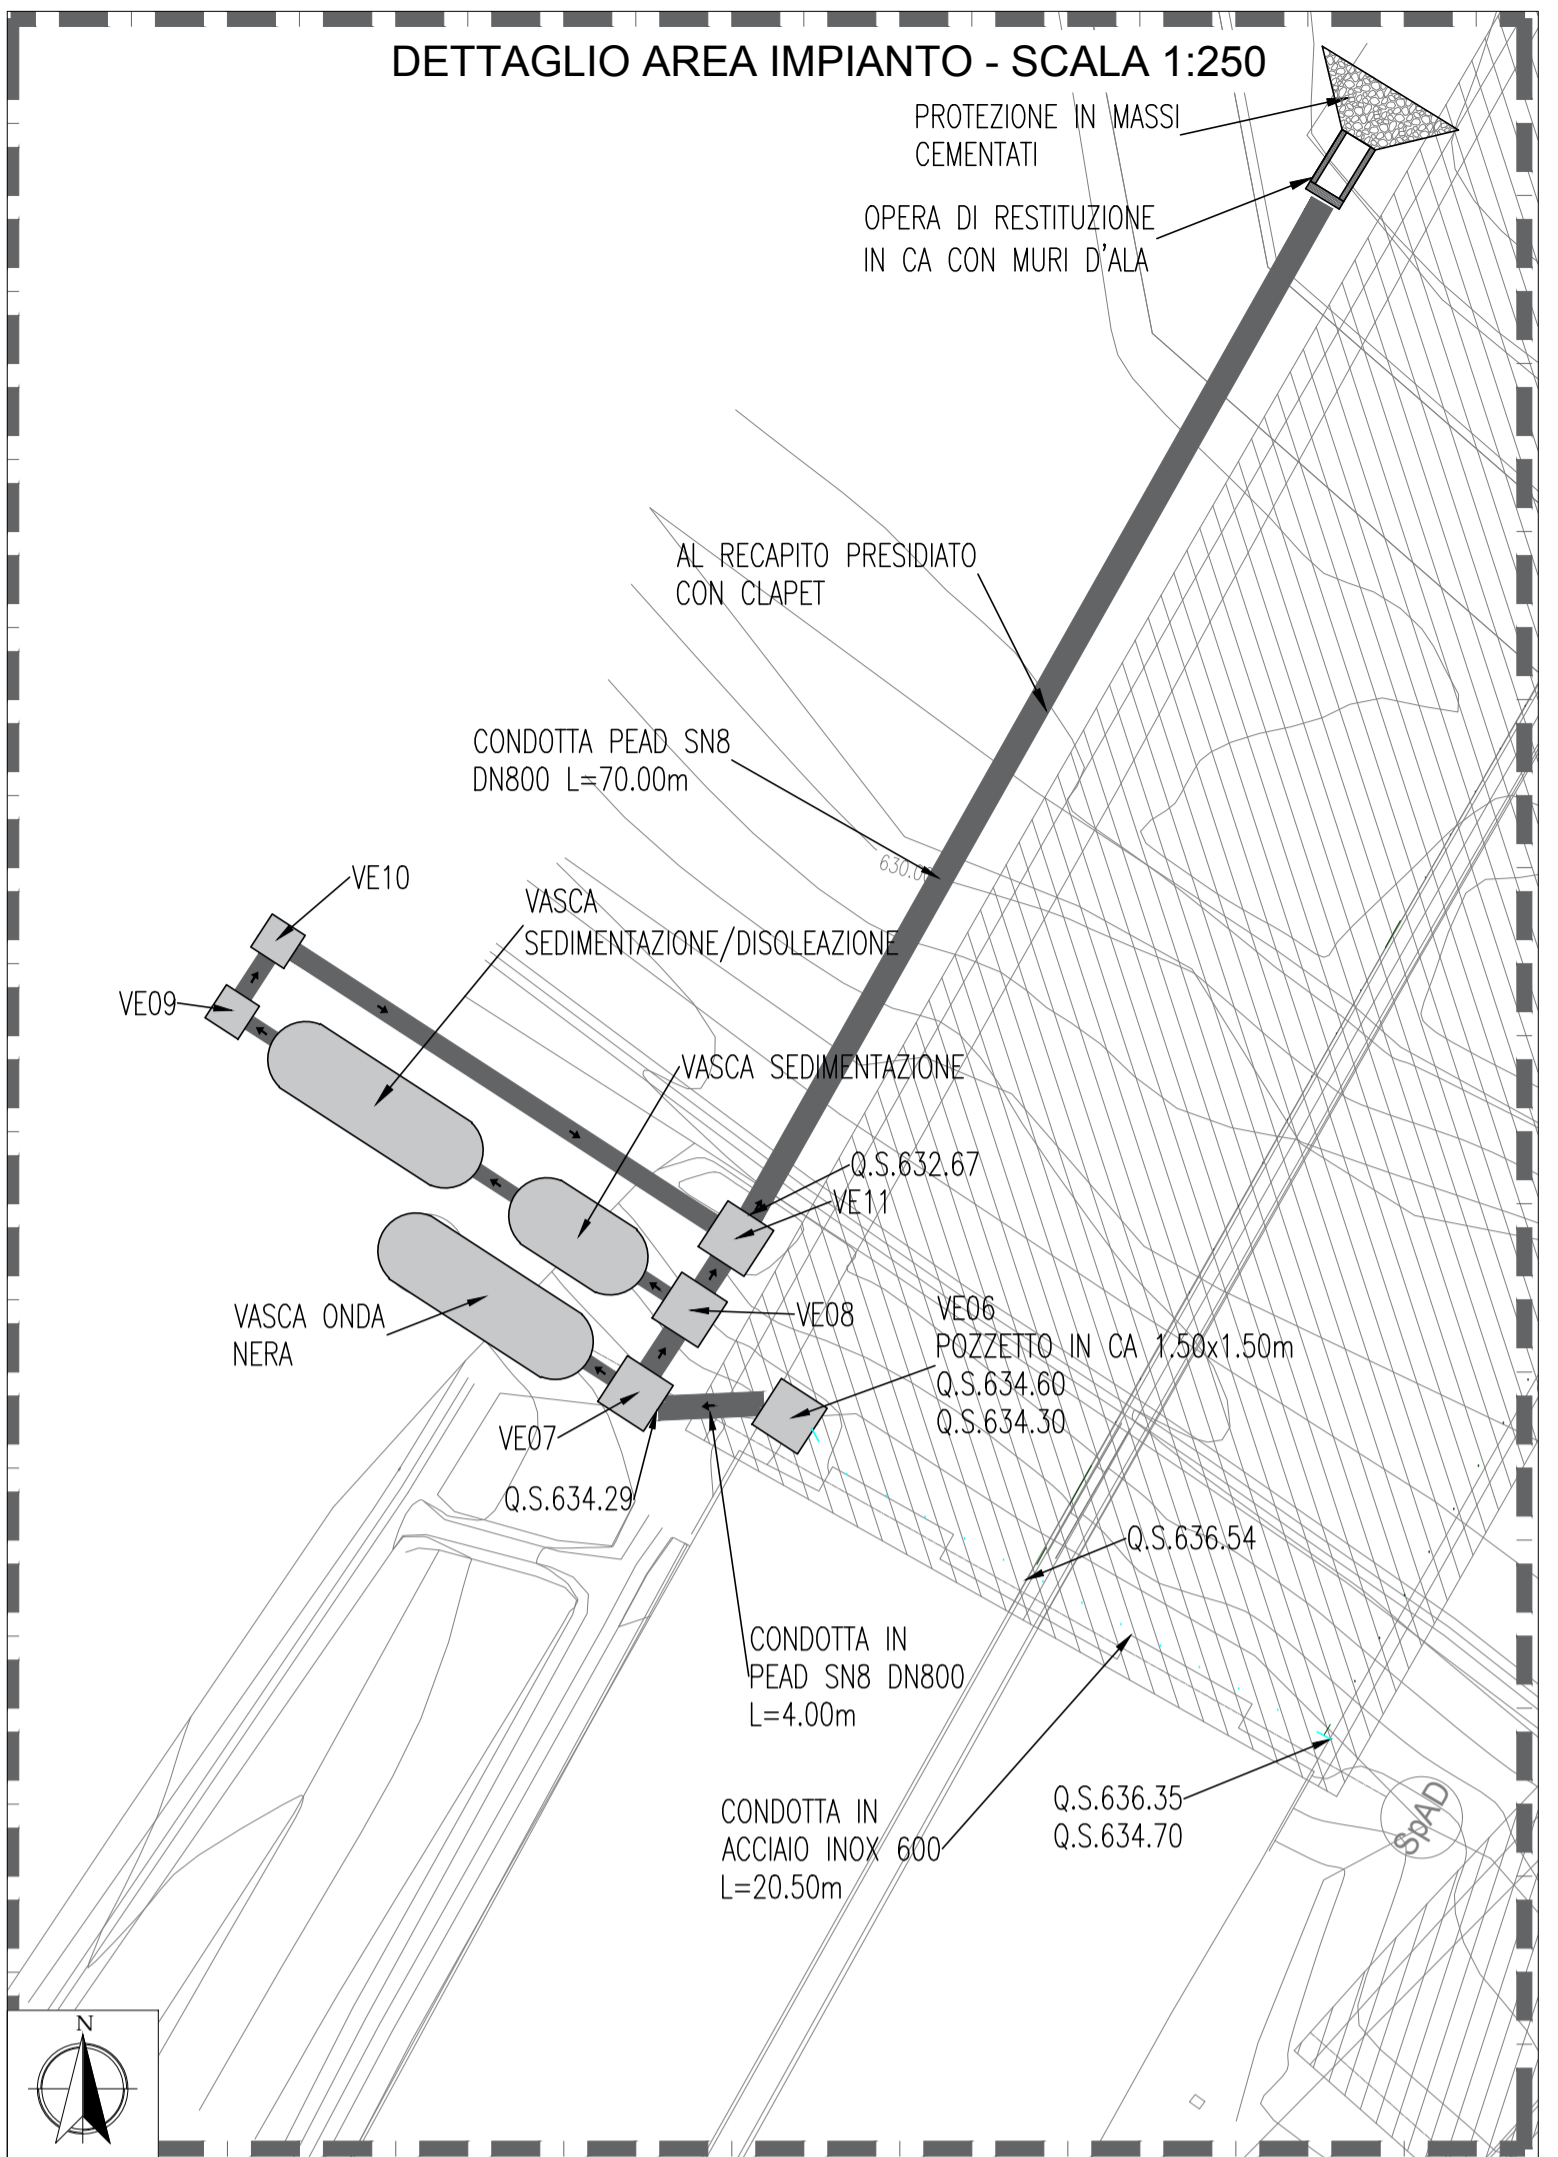 DETTAGLIO AREA IMPIANTO - SCALA 1:250
PROTEZIONE IN MASSI
CEMENTATI
OPERA DI RESTITUZIONE
IN CA CON MURI D'ALA
AL RECAPITO PRESIDIATO
CON CLAPET
CONDOTTA PEAD SN8
DN800 L=70.00m
630.00
VE10
VASCA
SEDIMENTAZIONE/DISOLEAZIONE
VE09
VASCA SEDIMENTAZIONE
Q.S.632.67
VE11
VASCA ONDA
NERA
VE08
VE06
POZZETTO IN CA 1.50x1.50m
Q.S.634.60
Q.S.634.30
VE07
Q.S.634.29
Q.S.636.54
CONDOTTA IN
PEAD SN8 DN800
L=4.00m
CONDOTTA IN
ACCIAIO INOX 600
L=20.50m
Q.S.636.35
Q.S.634.70
SpAD
N